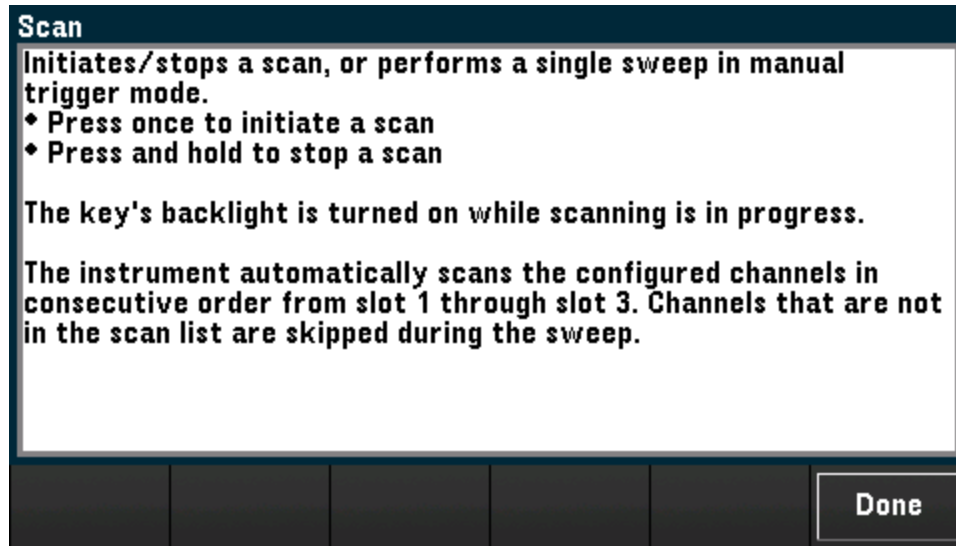 Scan
Initiates/stops a scan, or performs a single sweep in manual
trigger mode.
• Press once to initiate a scan
• Press and hold to stop a scan
The key's backlight is turned on while scanning is in progress.
The instrument automatically scans the configured channels in
consecutive order from slot 1 through slot 3. Channels that are not
in the scan list are skipped during the sweep.
Done